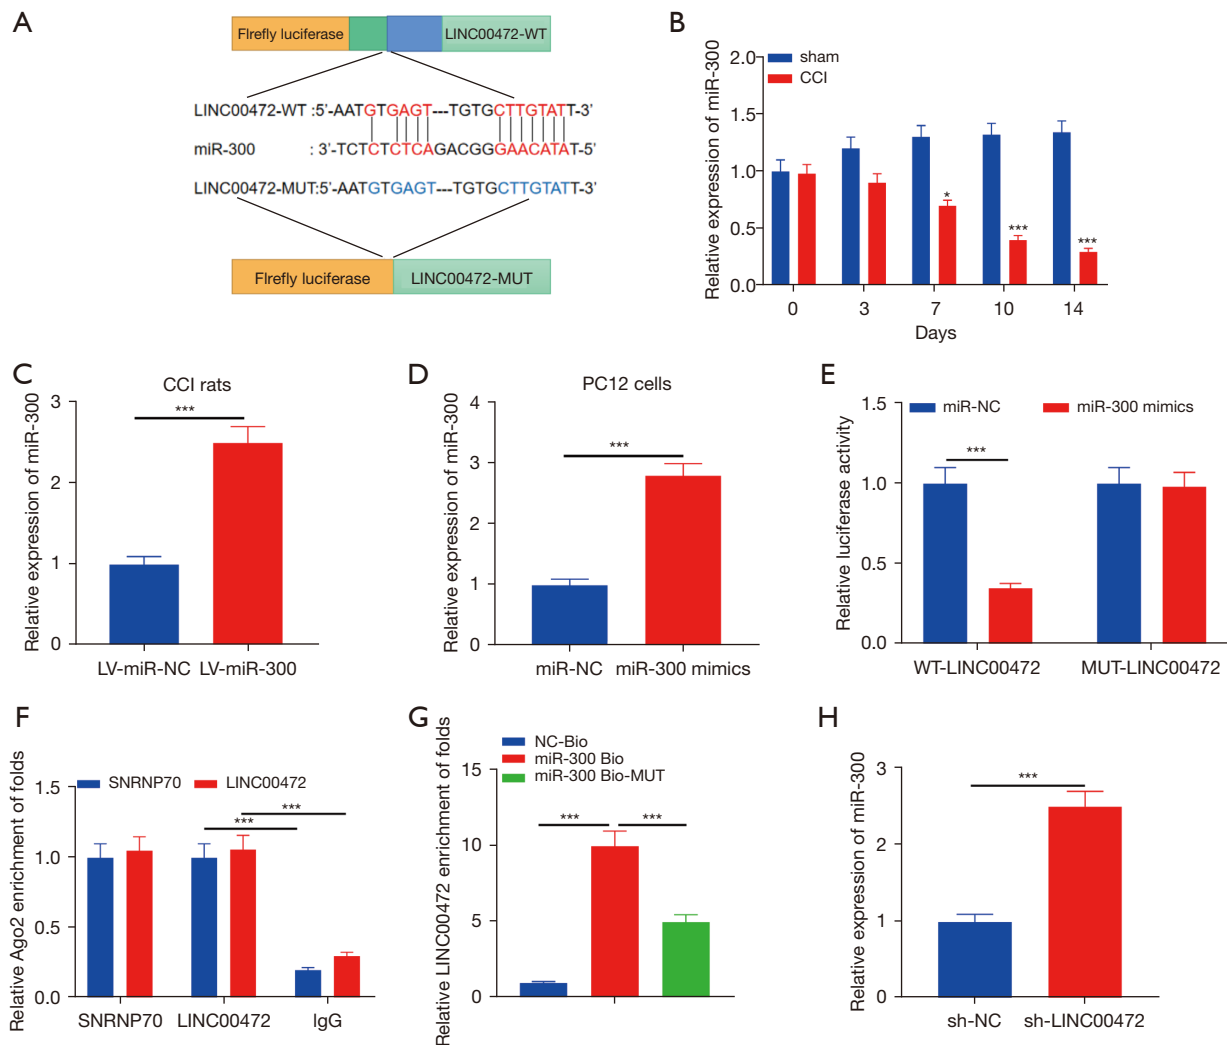 A
FIrefly luciferase
LINC00472-WT
LINC00472-WT :5'-AATGTGAGT---TGTGCTTGTATT-3'
miR-300 : 3'-TCTCTCTCAGACGGGAACATAT-5'
LINC00472-MUT:5'-AATGTGAGT---TGTGCTTGTATT-3'
FIrefly luciferase
LINC00472-MUT
B
Relative expression of miR-300
2.0
1.5
1.0
0.5
0.0
sham
CCI
*
***
***
0 3 7 10 14
Days
C
CCI rats
Relative expression of miR-300
3
2
1
0
***
LV-miR-NC LV-miR-300
D
PC12 cells
Relative expression of miR-300
4
3
2
1
0
***
miR-NC miR-300 mimics
E
Relative luciferase activity
1.5
1.0
0.5
0.0
miR-NC miR-300 mimics
***
WT-LINC00472 MUT-LINC00472
F
Relative Ago2 enrichment of folds
1.5
1.0
0.5
0.0
SNRNP70 LINC00472
***
***
SNRNP70 LINC00472 IgG
G
Relative LINC00472 enrichment of folds
15
10
5
0
NC-Bio
miR-300 Bio
miR-300 Bio-MUT
*** ***
H
Relative expression of miR-300
3
2
1
0
***
sh-NC sh-LINC00472